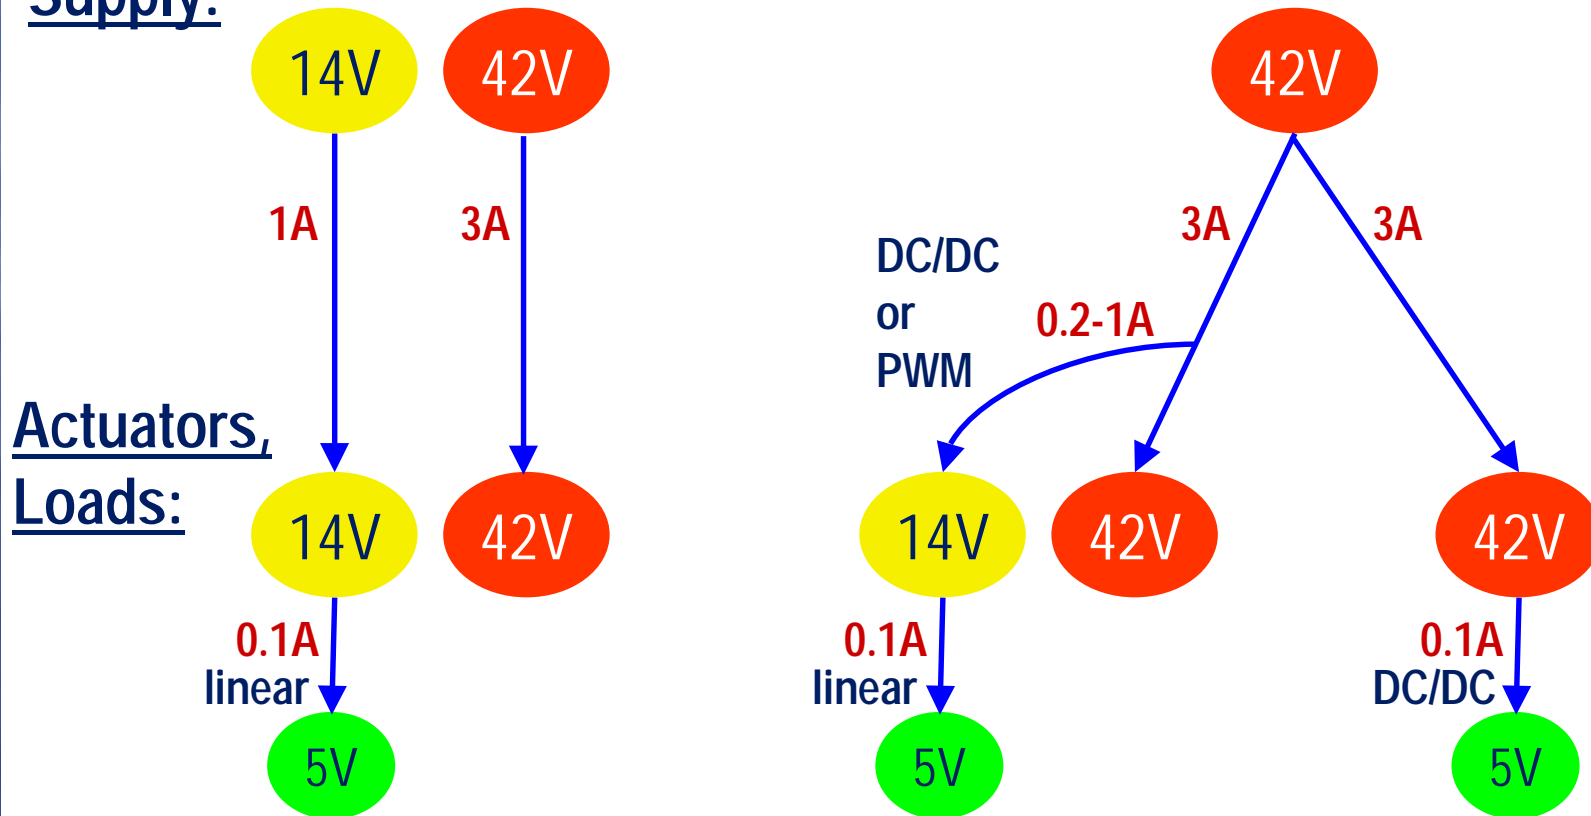 Supply:
14V 42V 42V
1A 3A 3A 3A
DC/DC
or 0.2-1A
PWM
Actuators,
Loads:
14V 42V 14V 42V 42V
0.1A 0.1A 0.1A
linear linear DC/DC
5V 5V 5V